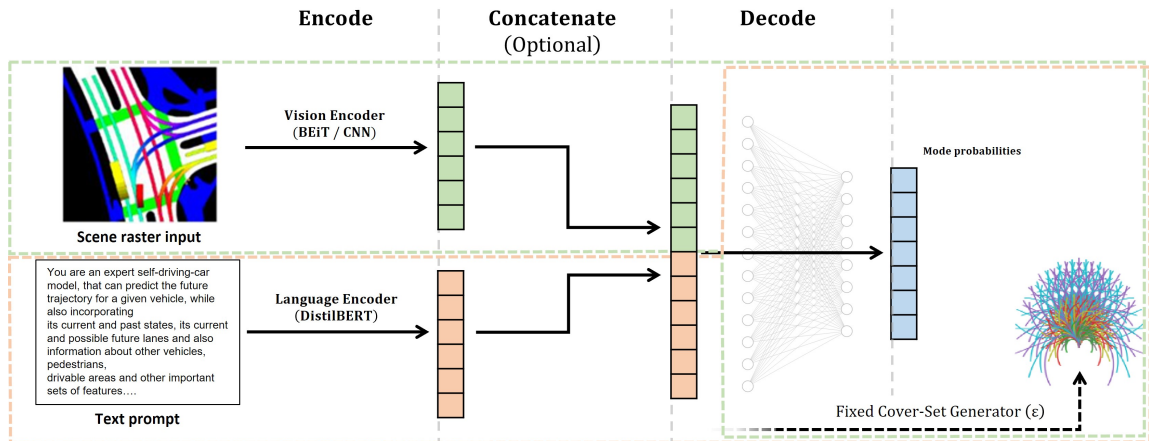 Encode
Concatenate
(Optional)
Decode
Vision Encoder
(BEiT / CNN)
Scene raster input
Mode probabilities
You are an expert self-driving-car
model, that can predict the future
trajectory for a given vehicle, while
also incorporating
its current and past states, its current
and possible future lanes and also
information about other vehicles,
pedestrians,
drivable areas and other important
sets of features….
Language Encoder
(DistilBERT)
Text prompt
Fixed Cover-Set Generator (ε)